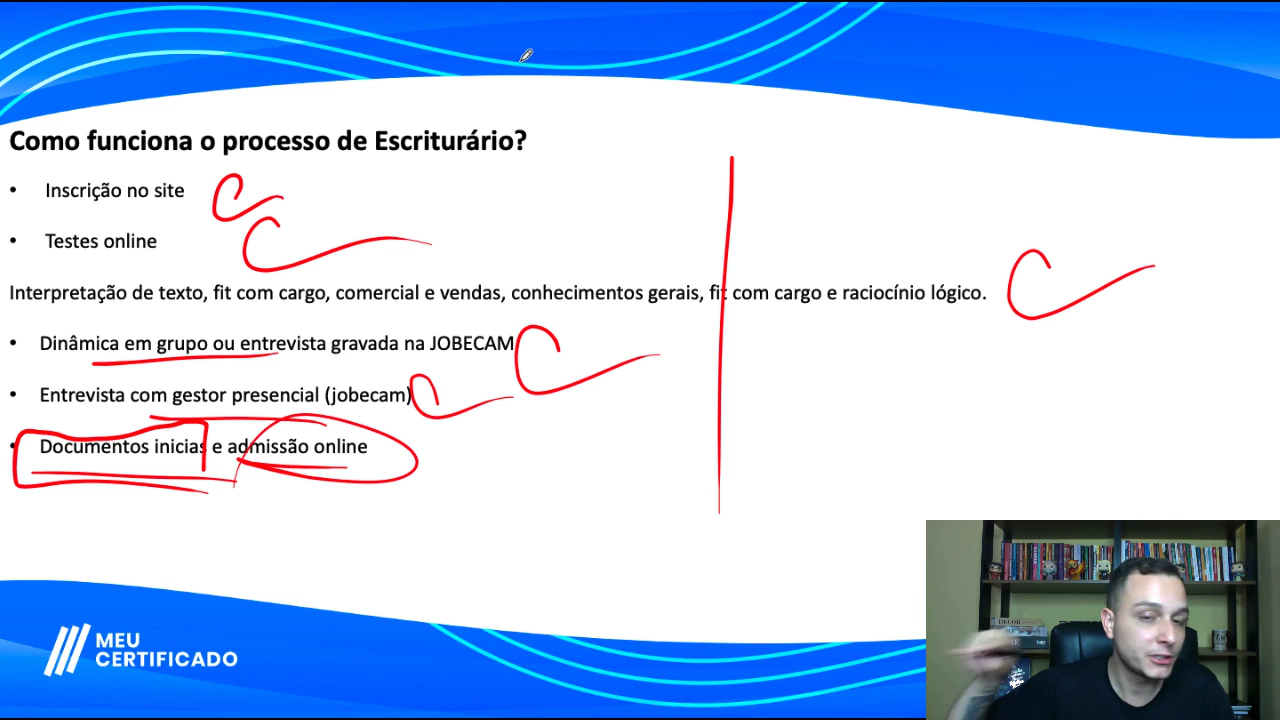 Como funciona o processo de Escriturário?
• Inscrição no site
• Testes online
Interpretação de texto, fit com cargo, comercial e vendas, conhecimentos gerais, fit com cargo e raciocínio lógico.
• Dinâmica em grupo ou entrevista gravada na JOBECAM
• Entrevista com gestor presencial (jobecam)
• Documentos inicias e admissão online
MEU
CERTIFICADO